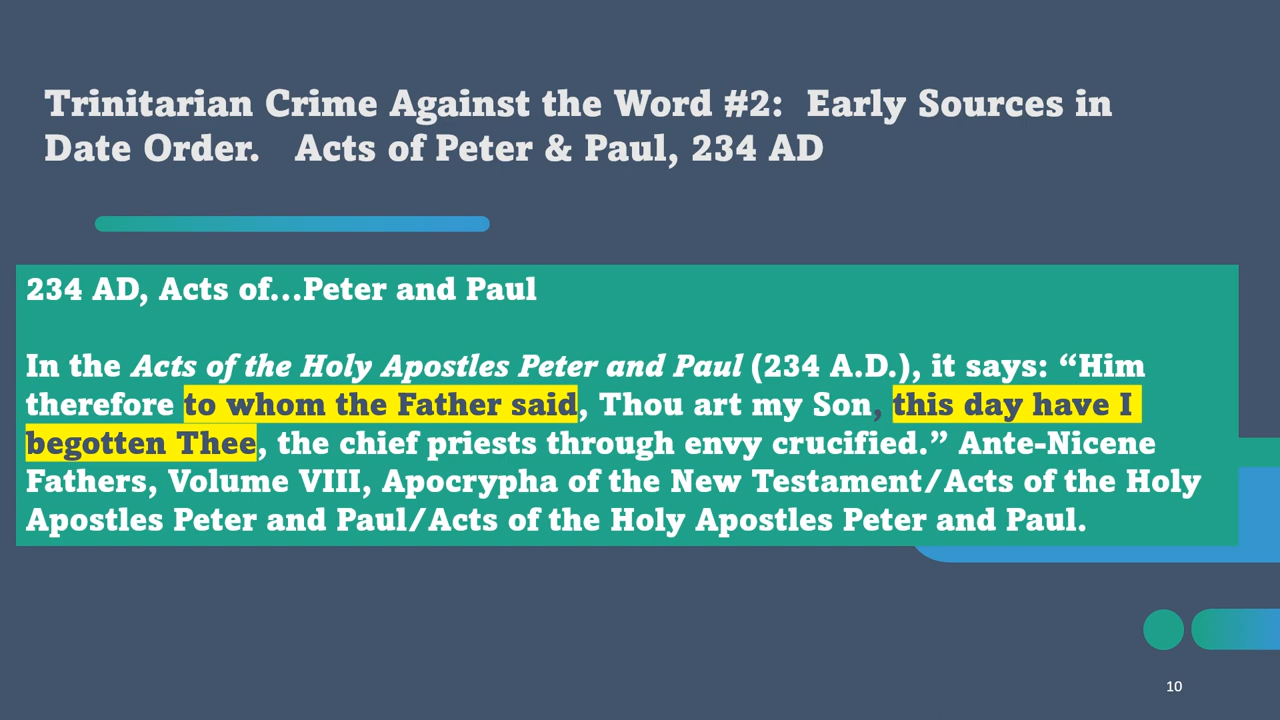 Trinitarian Crime Against the Word #2:  Early Sources in
Date Order.   Acts of Peter & Paul, 234 AD
234 AD, Acts of...Peter and Paul
In the Acts of the Holy Apostles Peter and Paul (234 A.D.), it says: “Him
therefore to whom the Father said, Thou art my Son, this day have I
begotten Thee, the chief priests through envy crucified.” Ante-Nicene
Fathers, Volume VIII, Apocrypha of the New Testament/Acts of the Holy
Apostles Peter and Paul/Acts of the Holy Apostles Peter and Paul.
10